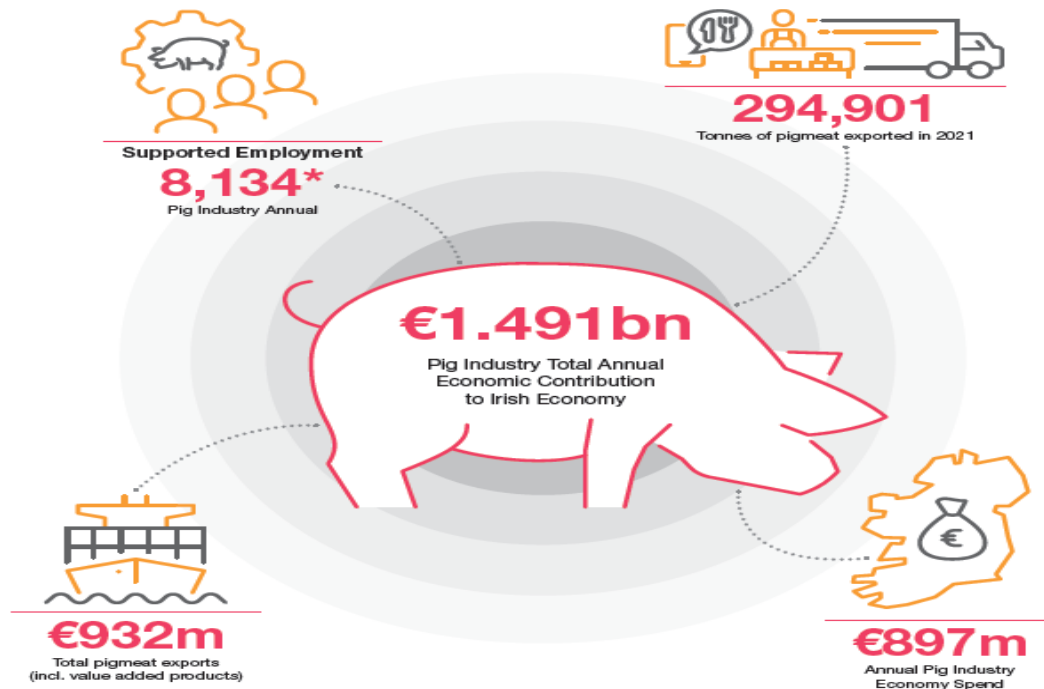 Supported Employment
8,134*
Pig Industry Annual
294,901
Tonnes of pigmeat exported in 2021
€1.491bn
Pig Industry Total Annual
Economic Contribution
to Irish Economy
€932m
Total pigmeat exports
(incl. value added products)
€
€897m
Annual Pig Industry
Economy Spend